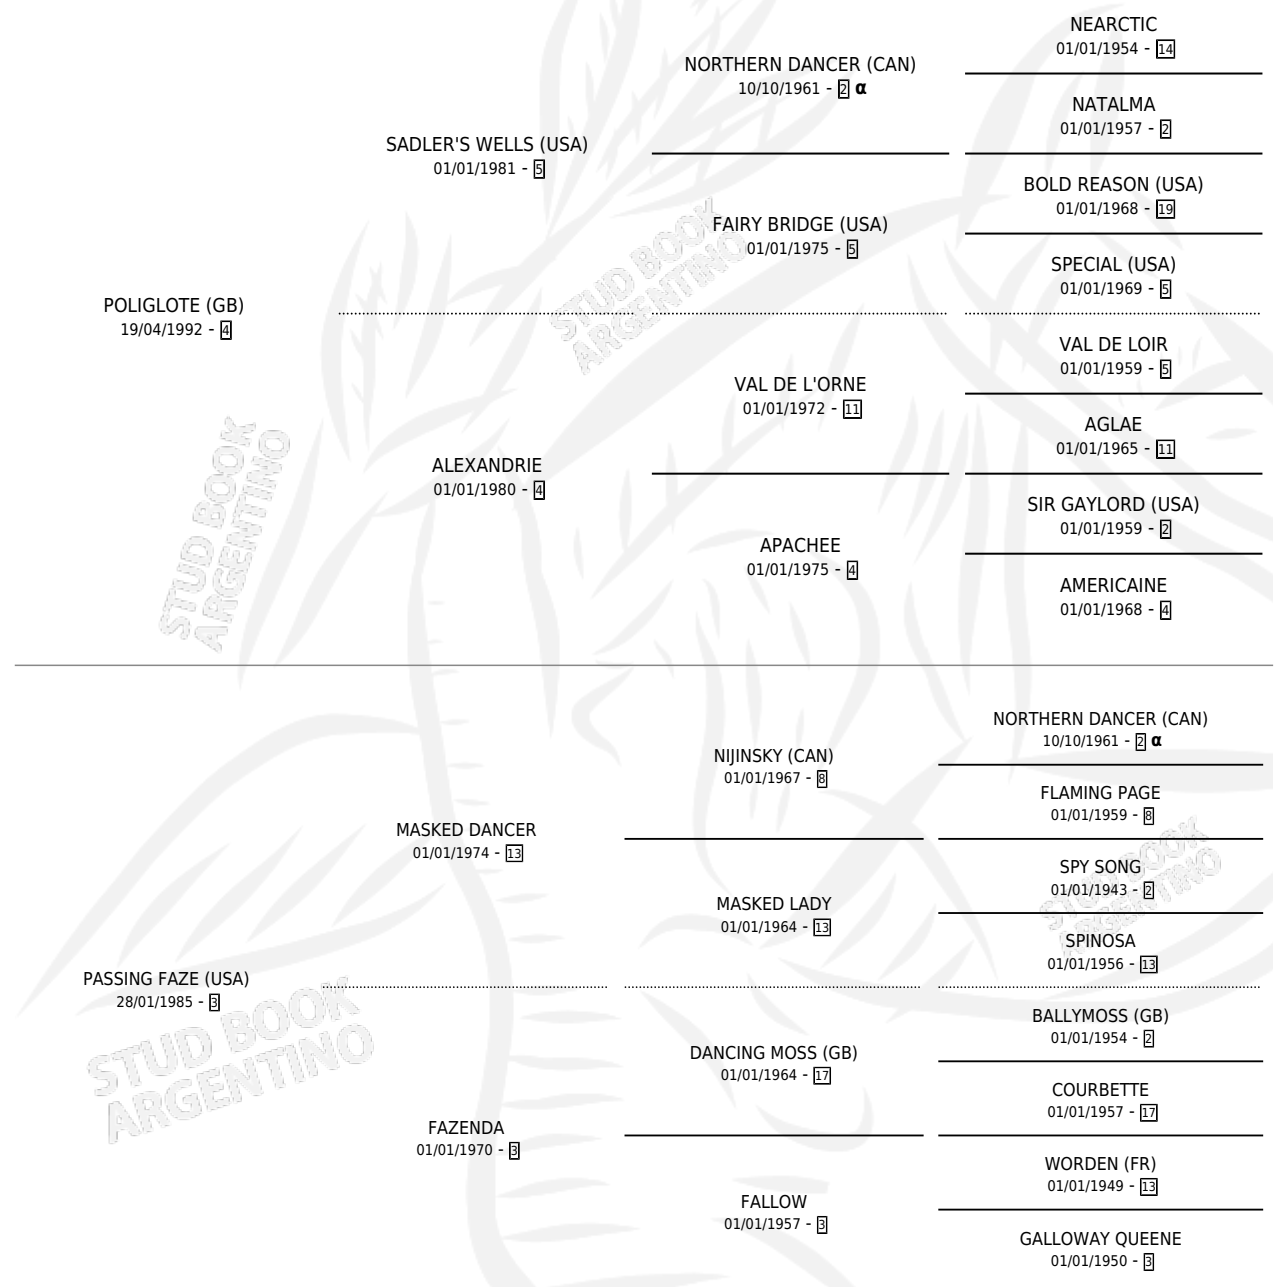 NEARCTIC
01/01/1954 - 14
NORTHERN DANCER (CAN)
10/10/1961 - 2 α
NATALMA
01/01/1957 - 2
SADLER'S WELLS (USA)
01/01/1981 - 5
BOLD REASON (USA)
01/01/1968 - 19
FAIRY BRIDGE (USA)
01/01/1975 - 5
SPECIAL (USA)
01/01/1969 - 5
STUD BOOK
ARGENTINO
POLIGLOTE (GB)
19/04/1992 - 4
VAL DE LOIR
01/01/1959 - 5
VAL DE L'ORNE
01/01/1972 - 11
AGLAE
01/01/1965 - 11
ALEXANDRIE
01/01/1980 - 4
SIR GAYLORD (USA)
01/01/1959 - 2
APACHEE
01/01/1975 - 4
AMERICAINE
01/01/1968 - 4
STUD BOOK
ARGENTINO
NORTHERN DANCER (CAN)
10/10/1961 - 2 α
NIJINSKY (CAN)
01/01/1967 - 8
FLAMING PAGE
01/01/1959 - 8
MASKED DANCER
01/01/1974 - 13
SPY SONG
01/01/1943 - 2
MASKED LADY
01/01/1964 - 13
SPINOSA
01/01/1956 - 13
STUD BOOK
ARGENTINO
PASSING FAZE (USA)
28/01/1985 - 3
BALLYMOSS (GB)
01/01/1954 - 2
DANCING MOSS (GB)
01/01/1964 - 17
COURBETTE
01/01/1957 - 17
STUD BOOK
ARGENTINO
FAZENDA
01/01/1970 - 3
WORDEN (FR)
01/01/1949 - 13
FALLOW
01/01/1957 - 3
GALLOWAY QUEENE
01/01/1950 - 3